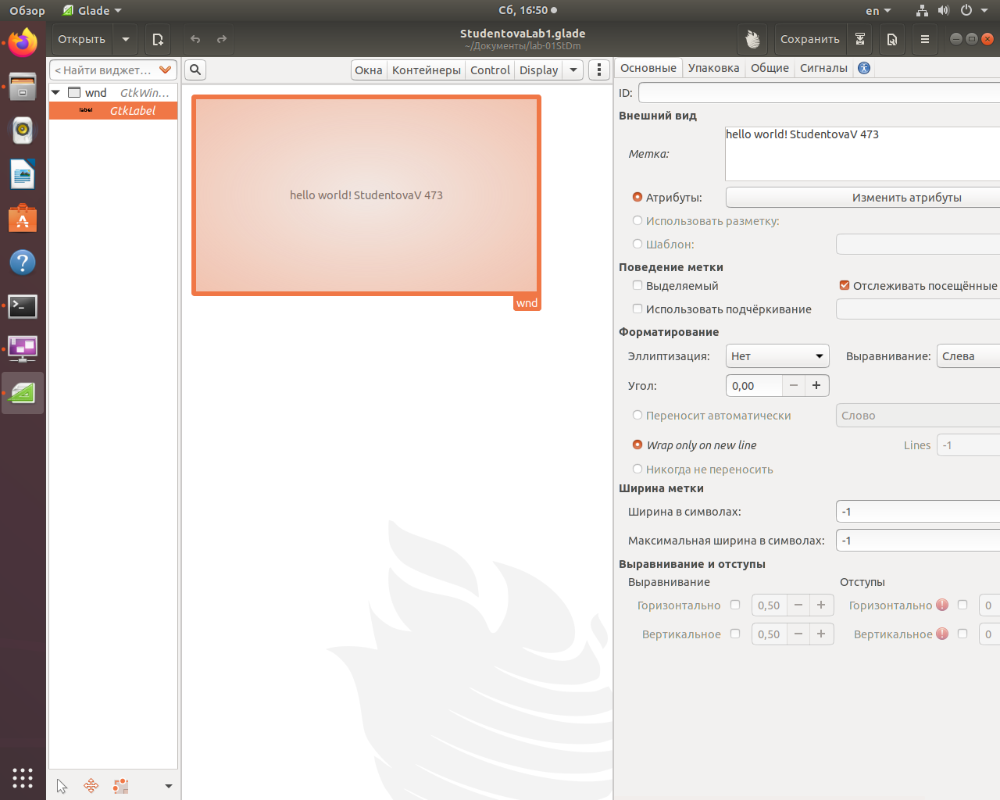 Обзор Glade Сб, 16:50 en
Открыть StudentovaLab1.glade Сохранить
~/Документы/lab-01StDm
< Найти виджет… Окна Контейнеры Control Display
Основные Упаковка Общие Сигналы
wnd GtkWin…
label GtkLabel
hello world! StudentovaV 473
wnd
ID:
Внешний вид
Метка: hello world! StudentovaV 473
Атрибуты: Изменить атрибуты
Использовать разметку:
Шаблон:
Поведение метки
Выделяемый Отслеживать посещённые
Использовать подчёркивание
Форматирование
Эллиптизация: Нет Выравнивание: Слева
Угол: 0,00
Переносит автоматически Слово
Wrap only on new line Lines -1
Никогда не переносить
Ширина метки
Ширина в символах: -1
Максимальная ширина в символах: -1
Выравнивание и отступы
Выравнивание Отступы
Горизонтально 0,50 Горизонтально 0
Вертикальное 0,50 Вертикальное 0